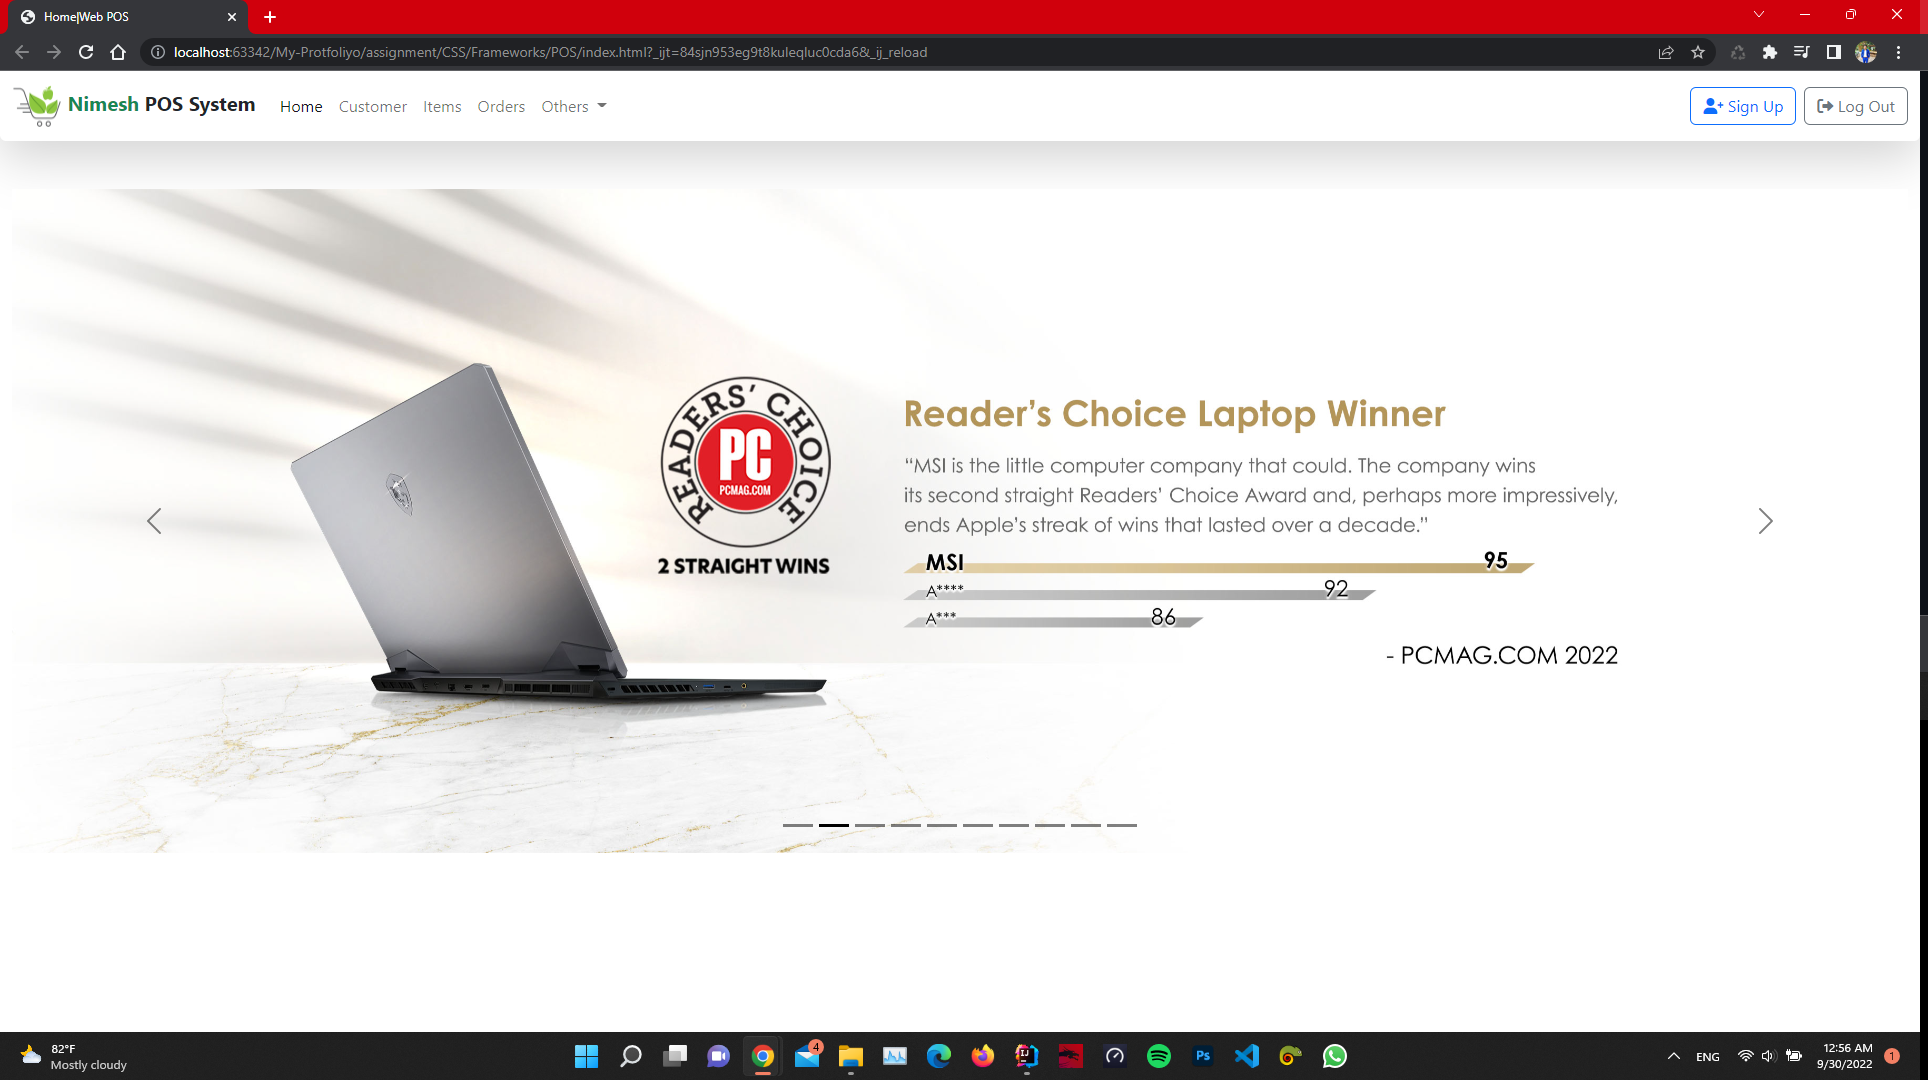 Home|Web POS
localhost:63342/My-Protfoliyo/assignment/CSS/Frameworks/POS/index.html?_ijt=84sjn953eg9t8kuleqluc0cda6&_ij_reload
Nimesh POS System
Home
Customer
Items
Orders
Others
Sign Up
Log Out
READERS' CHOICE
PC
PCMAG.COM
2 STRAIGHT WINS
Reader’s Choice Laptop Winner
“MSI is the little computer company that could. The company wins
its second straight Readers’ Choice Award and, perhaps more impressively,
ends Apple’s streak of wins that lasted over a decade.”
MSI 95
A**** 92
A*** 86
- PCMAG.COM 2022
82°F
Mostly cloudy
4
Ps
ENG
12:56 AM
9/30/2022
1